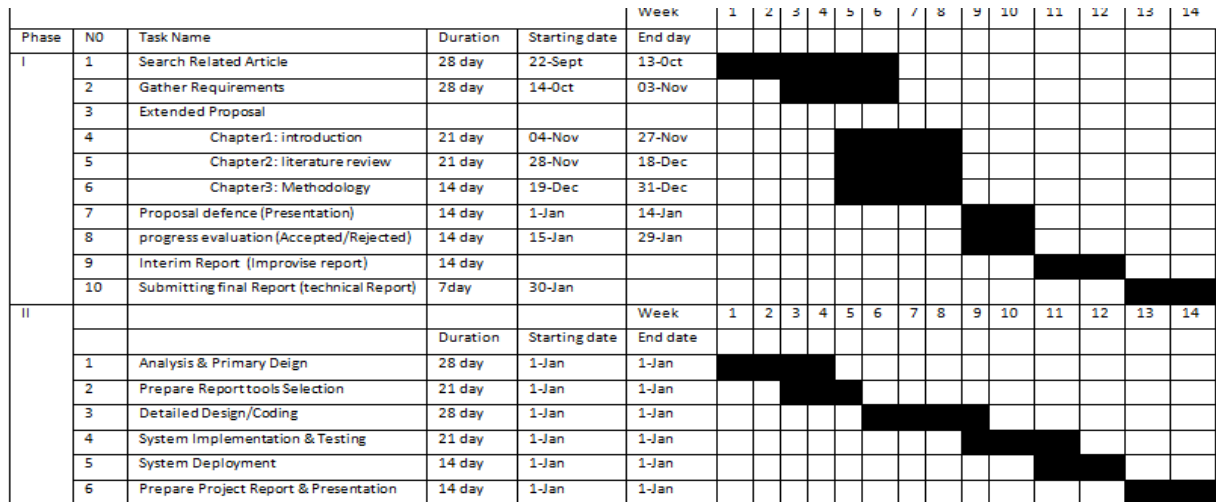 Week 1 2 3 4 5 6 7 8 9 10 11 12 13 14
Phase N0 Task Name Duration Starting date End day
I 1 Search Related Article 28 day 22-Sept 13-Oct
2 Gather Requirements 28 day 14-Oct 03-Nov
3 Extended Proposal
4 Chapter1: introduction 21 day 04-Nov 27-Nov
5 Chapter2: literature review 21 day 28-Nov 18-Dec
6 Chapter3: Methodology 14 day 19-Dec 31-Dec
7 Proposal defence (Presentation) 14 day 1-Jan 14-Jan
8 progress evaluation (Accepted/Rejected) 14 day 15-Jan 29-Jan
9 Interim Report (Improvise report) 14 day
10 Submitting final Report (technical Report) 7day 30-Jan
II Week 1 2 3 4 5 6 7 8 9 10 11 12 13 14
Duration Starting date End date
1 Analysis & Primary Deign 28 day 1-Jan 1-Jan
2 Prepare Report tools Selection 21 day 1-Jan 1-Jan
3 Detailed Design/Coding 28 day 1-Jan 1-Jan
4 System Implementation & Testing 21 day 1-Jan 1-Jan
5 System Deployment 14 day 1-Jan 1-Jan
6 Prepare Project Report & Presentation 14 day 1-Jan 1-Jan